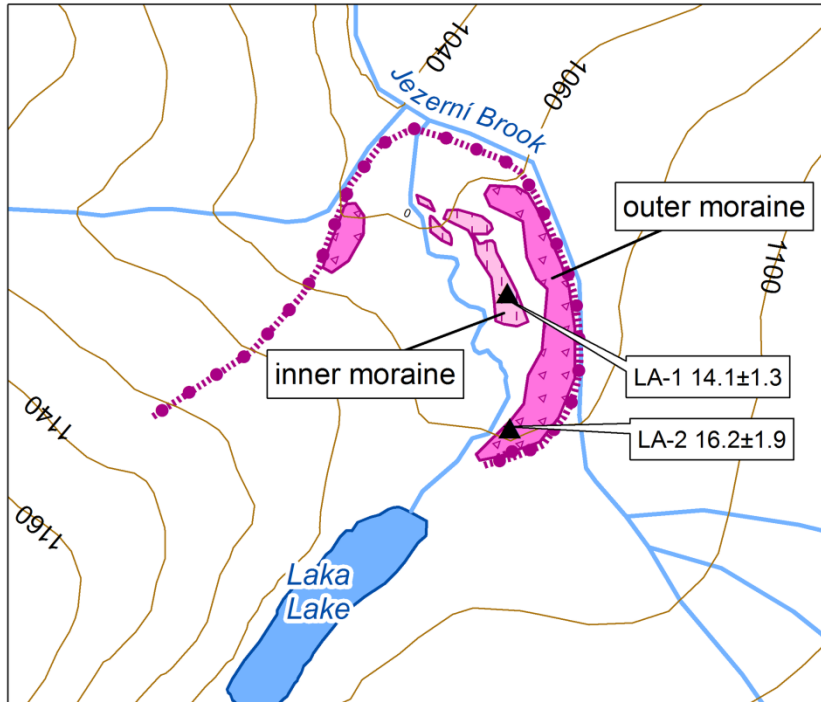 1040
1060
Jezerní Brook
outer moraine
1100
inner moraine
LA-1 14.1±1.3
LA-2 16.2±1.9
1140
1160
Laka
Lake